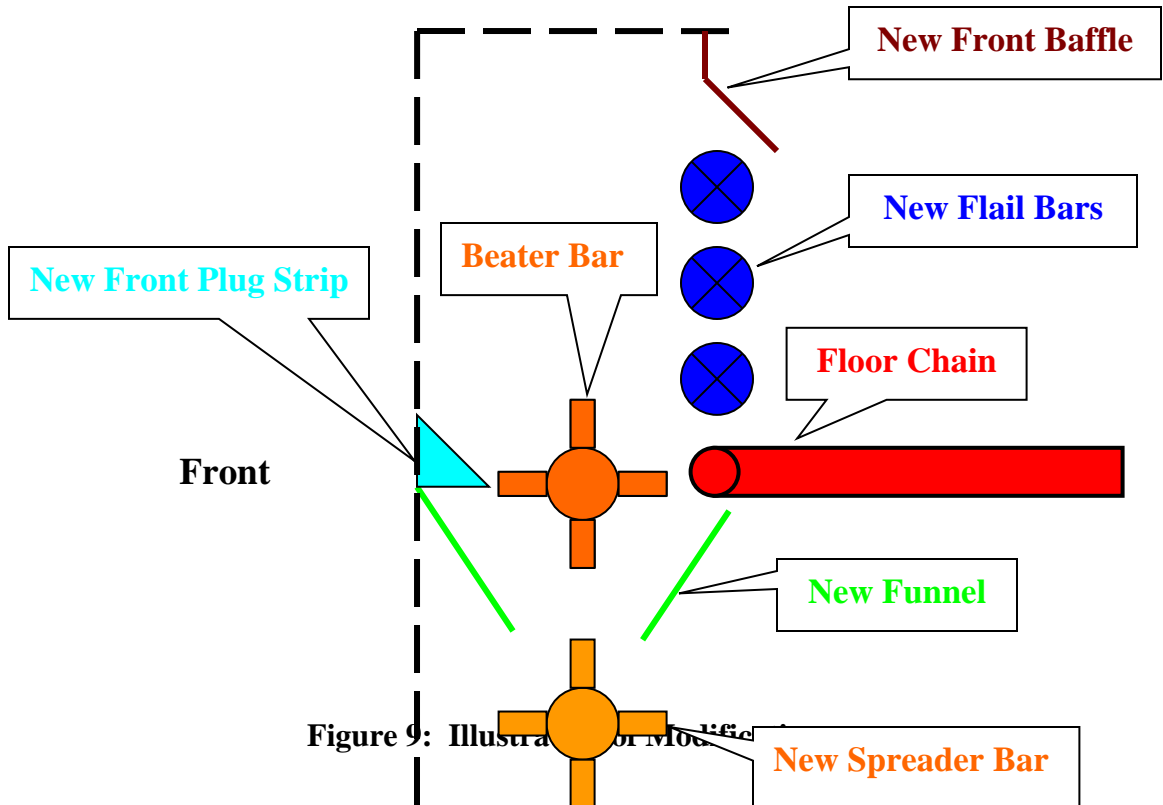 New Front Baffle
New Flail Bars
Beater Bar
New Front Plug Strip
Floor Chain
Front
New Funnel
Figure 9: Illustra
New Spreader Bar